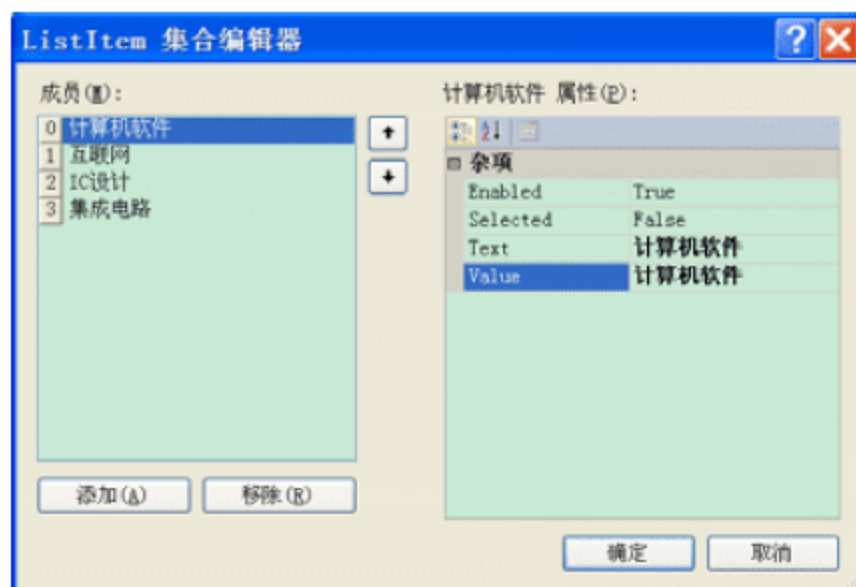 ListItem 集合编辑器
成员(M):
0 计算机软件
1 互联网
2 IC设计
3 集成电路
添加(A)
移除(R)
计算机软件 属性(P):
杂项
Enabled True
Selected False
Text 计算机软件
Value 计算机软件
确定
取消